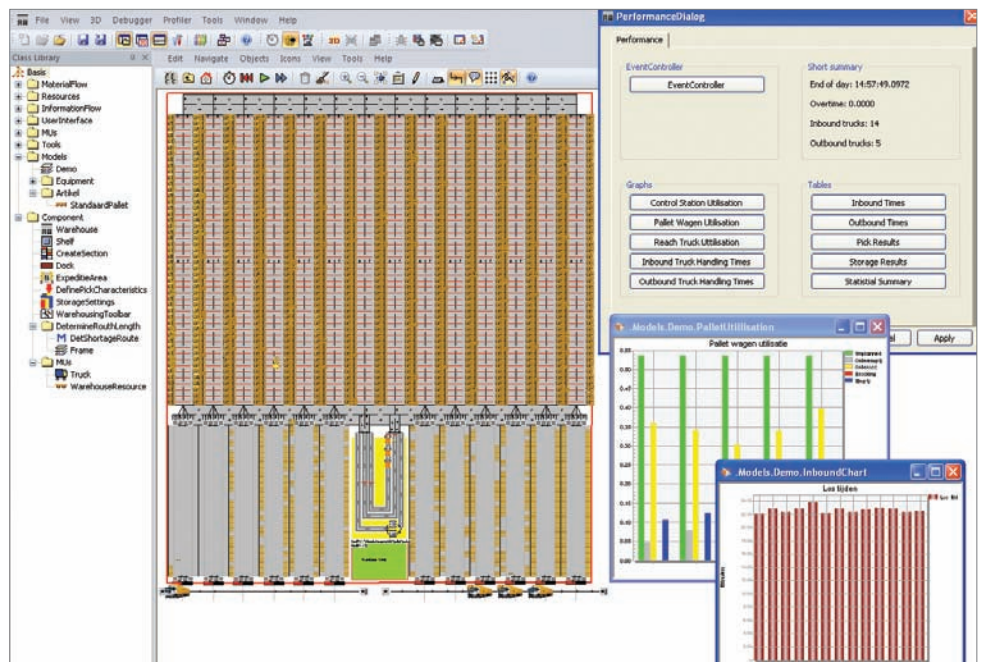 File View 3D Debugger Profiler Tools Window Help
Class Library
Edit Navigate Objects Icons View Tools Help
Basis
MaterialFlow
Resources
InformationFlow
UserInterface
MUs
Tools
Models
Demo
Equipment
Artikel
StandaardPallet
Component
Warehouse
Shelf
CreateSection
Dock
ExpeditieArea
DefinePickCharacteristics
StorageSettings
WarehousingToolbar
DetermineRouthLength
DetShortageRoute
Frame
MUs
Truck
WarehouseResource
PerformanceDialog
Performance
EventController
EventController
Short summary
End of day: 14:57:49.0972
Overtime: 0.0000
Inbound trucks: 14
Outbound trucks: 5
Graphs
Control Station Utilisation
Pallet Wagen Utilisation
Reach Truck Uttilisation
Inbound Truck Handling Times
Outbound Truck Handling Times
Tables
Inbound Times
Outbound Times
Pick Results
Storage Results
Statistial Summary
Apply
.Models.Demo.PalletUtilisation
Pallet wagen utilisatie
.Models.Demo.InboundChart
Los tijden